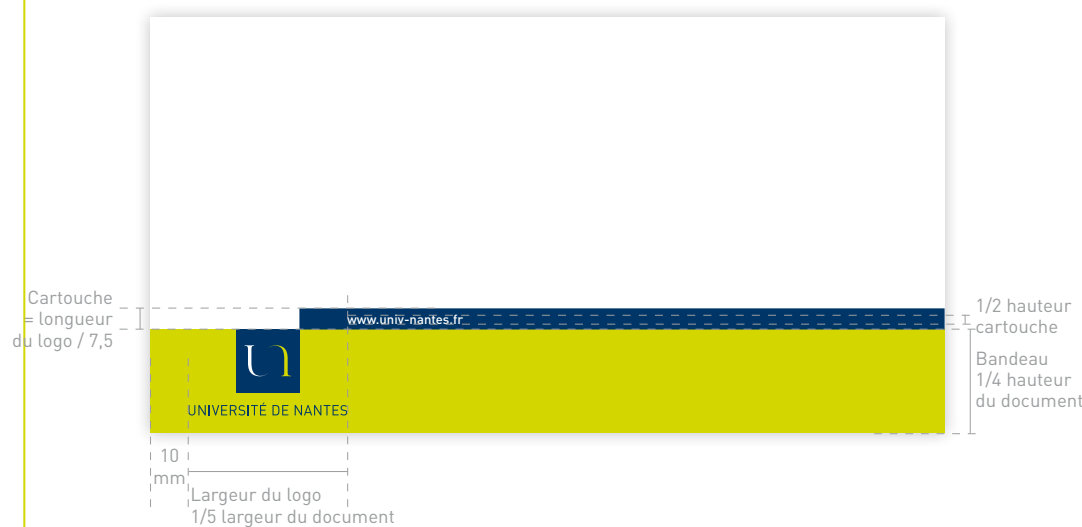 Cartouche
= longueur
du logo / 7,5
www.univ-nantes.fr
1/2 hauteur
cartouche
Bandeau
1/4 hauteur
du document
un
UNIVERSITÉ DE NANTES
10
mm
Largeur du logo
1/5 largeur du document